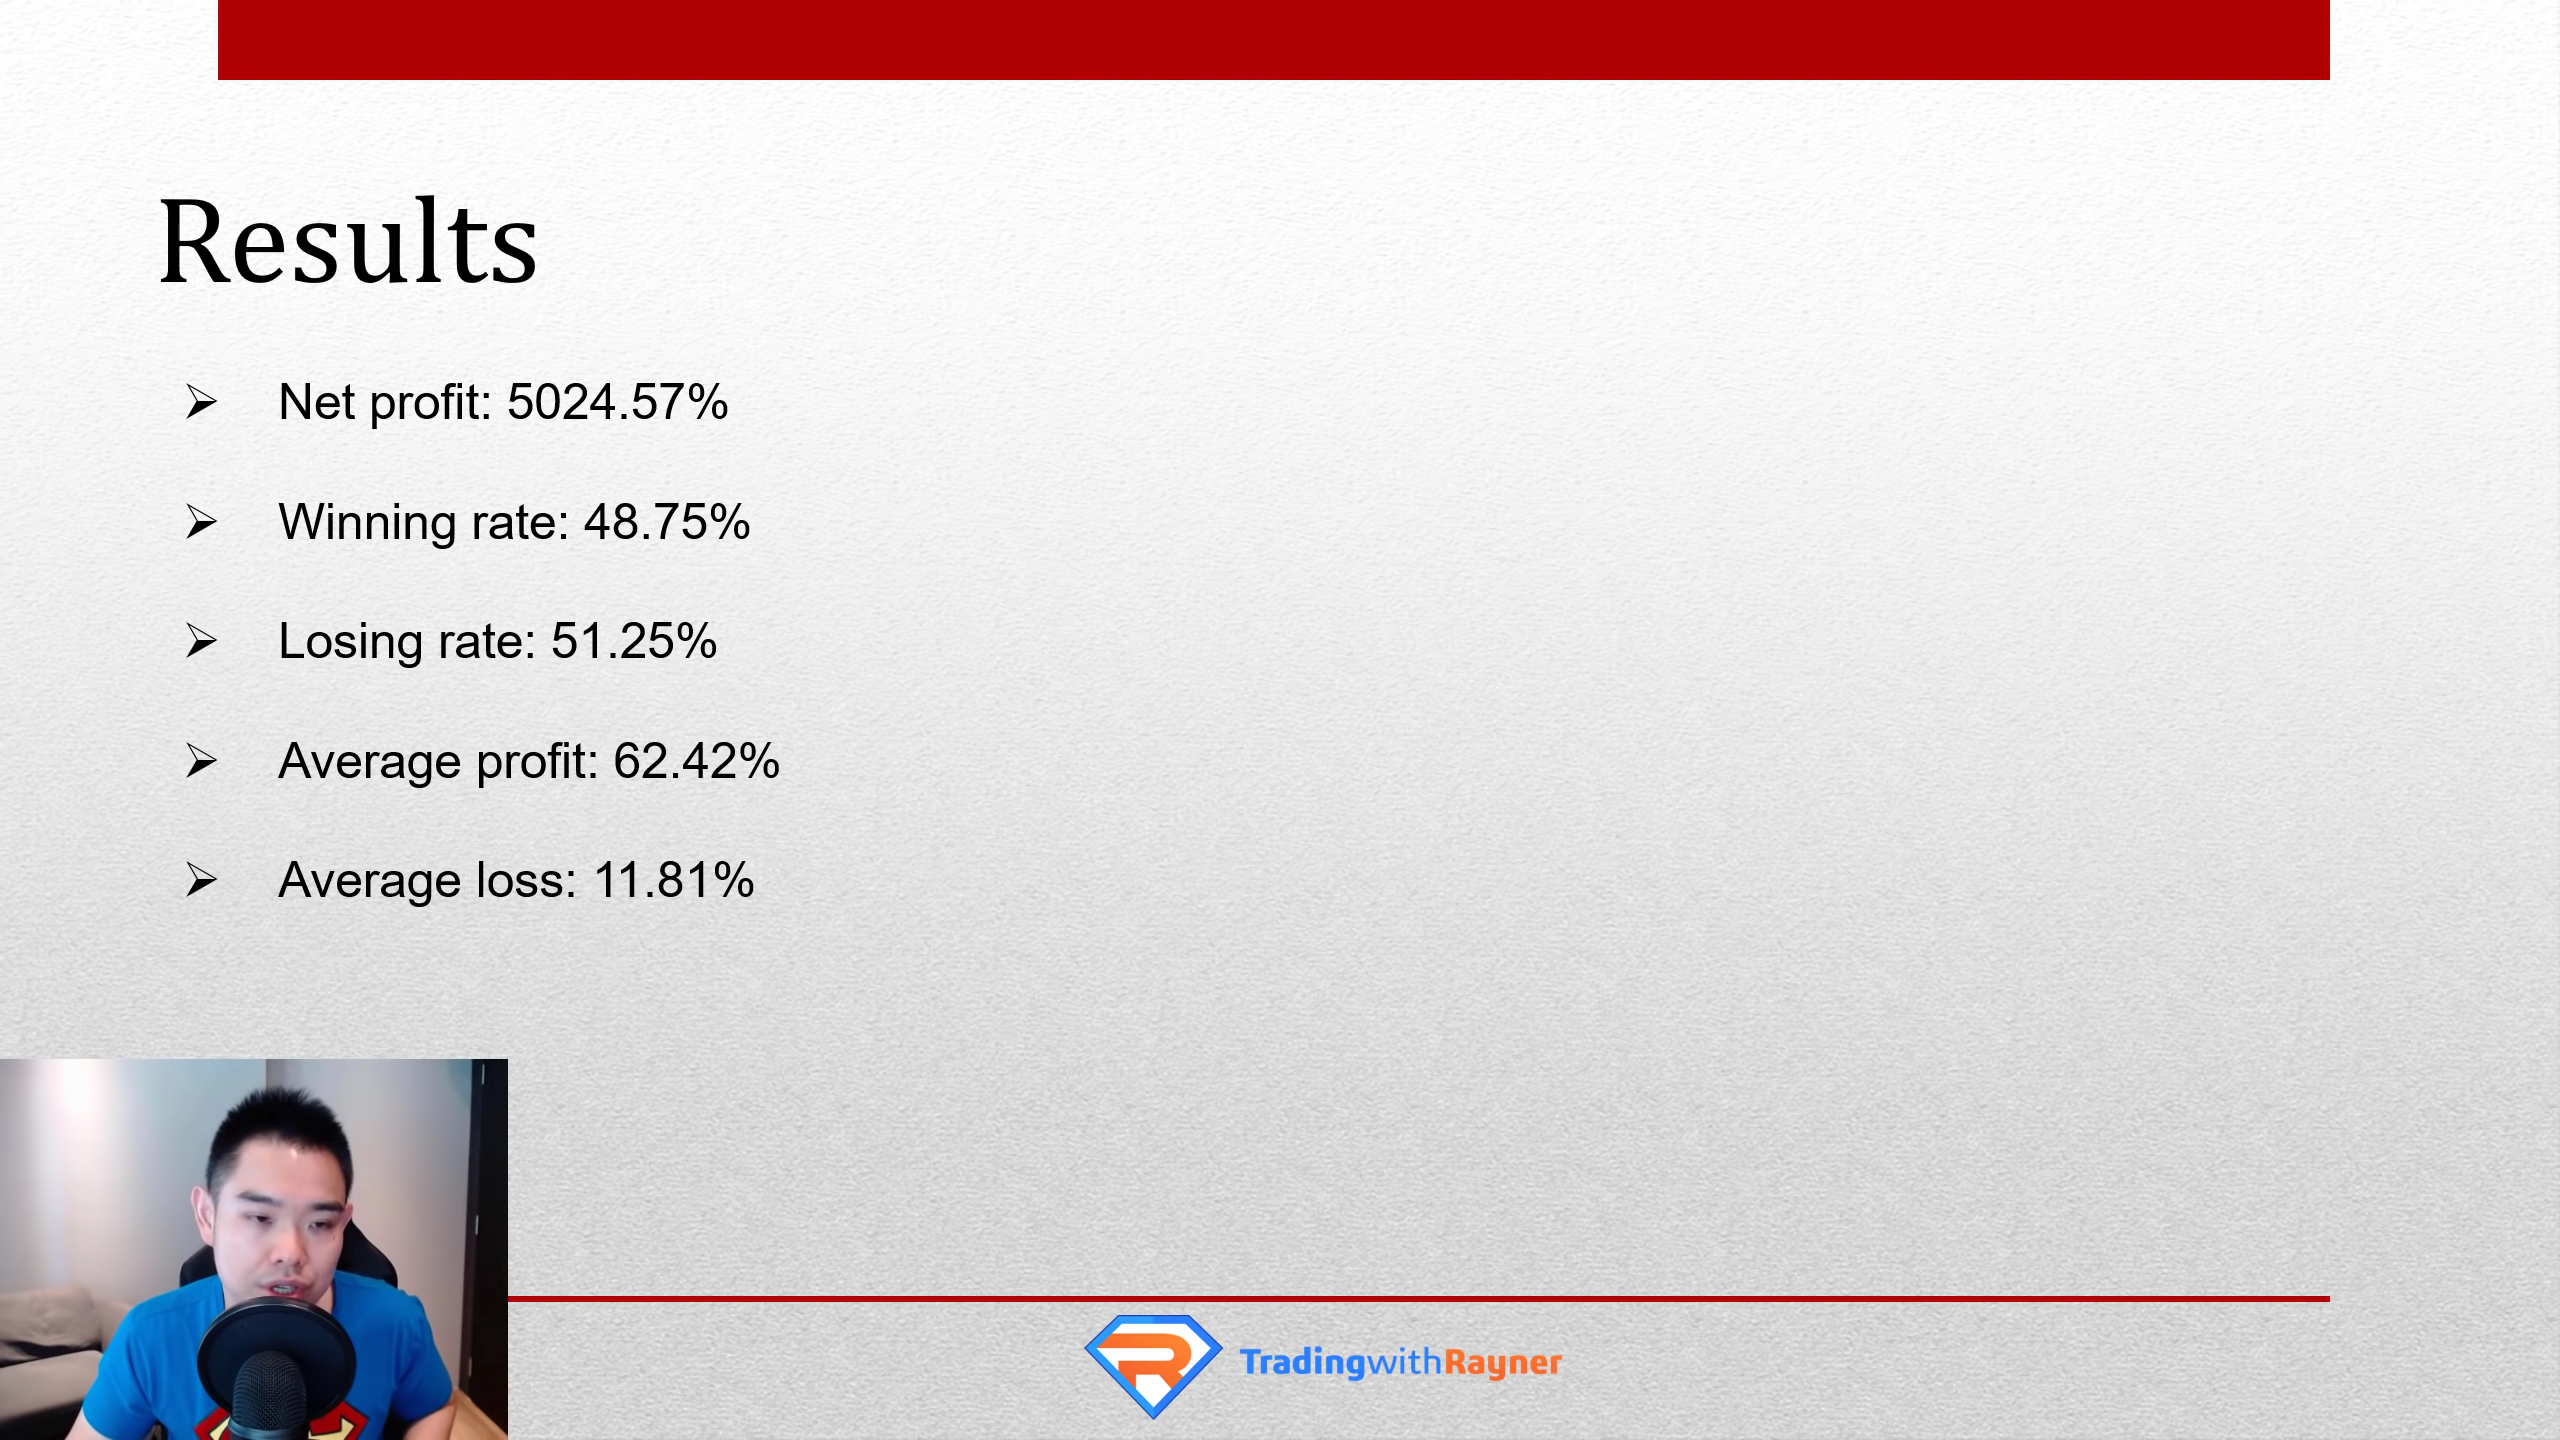 Results
Net profit: 5024.57%
Winning rate: 48.75%
Losing rate: 51.25%
Average profit: 62.42%
Average loss: 11.81%
TradingwithRayner